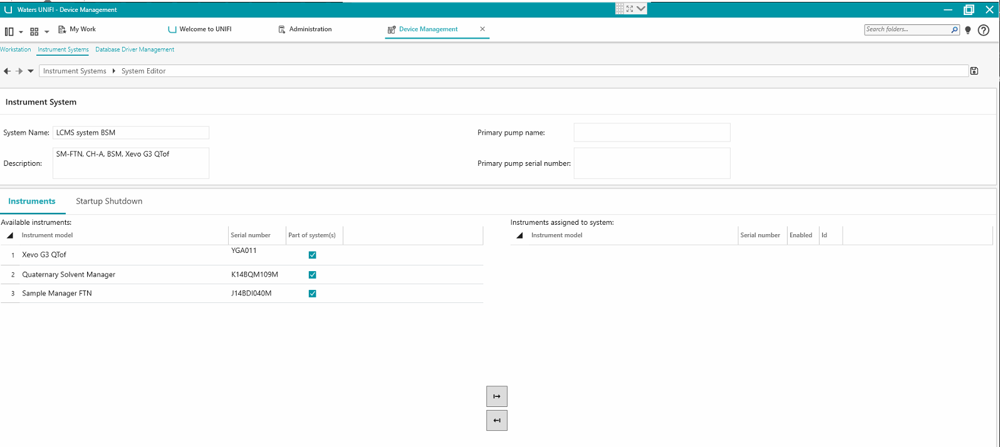 Waters UNIFI - Device Management
My Work
Welcome to UNIFI
Administration
Device Management
Search folders...
Workstation Instrument Systems Database Driver Management
Instrument Systems System Editor
Instrument System
System Name: LCMS system BSM
Primary pump name:
Description: SM-FTN, CH-A, BSM, Xevo G3 QTof
Primary pump serial number:
Instruments Startup Shutdown
Available instruments:
Instrument model Serial number Part of system(s)
1 Xevo G3 QTof YGA011
2 Quaternary Solvent Manager K14BQM109M
3 Sample Manager FTN J14BDI040M
Instruments assigned to system:
Instrument model Serial number Enabled Id